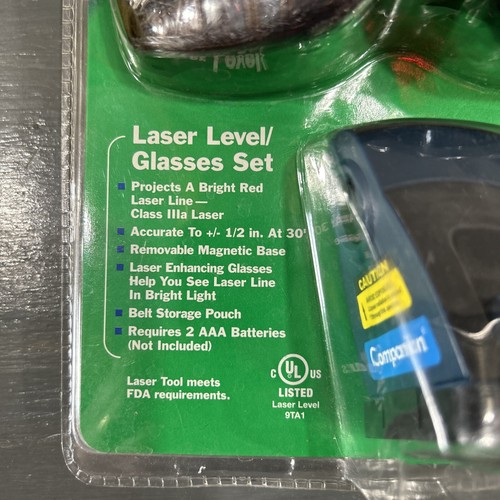 Laser Level/
Glasses Set
Projects A Bright Red
Laser Line—
Class IIIa Laser
Accurate To +/- 1/2 in. At 30'
Removable Magnetic Base
Laser Enhancing Glasses
Help You See Laser Line
In Bright Light
Belt Storage Pouch
Requires 2 AAA Batteries
(Not Included)
Laser Tool meets
FDA requirements.
C UL US
LISTED
Laser Level
9TA1
CAUTION
Companion